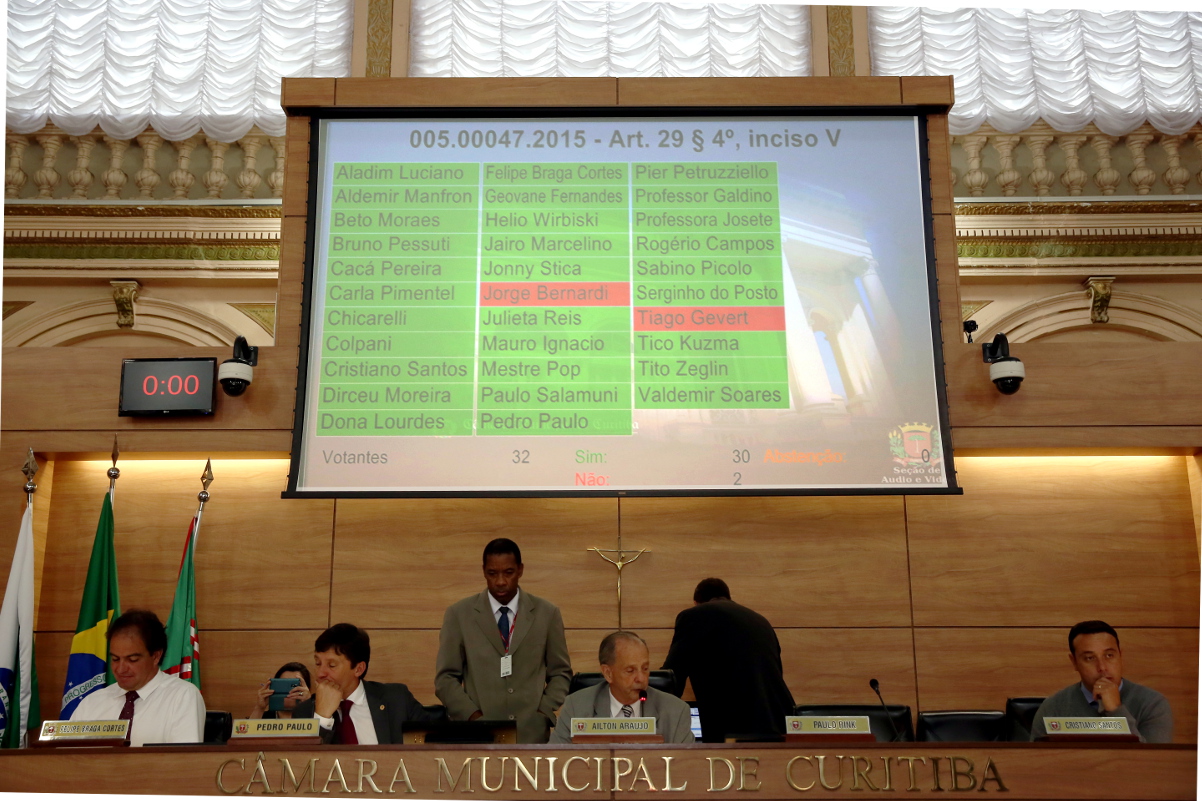 005.00047.2015 - Art. 29 § 4º, inciso V
Aladim Luciano Felipe Braga Cortes Pier Petruzziello
Aldemir Manfron Geovane Fernandes Professor Galdino
Beto Moraes Helio Wirbiski Professora Josete
Bruno Pessuti Jairo Marcelino Rogério Campos
Cacá Pereira Jonny Stica Sabino Picolo
Carla Pimentel Jorge Bernardi Serginho do Posto
Chicarelli Julieta Reis Tiago Gevert
Colpani Mauro Ignacio Tico Kuzma
Cristiano Santos Mestre Pop Tito Zeglin
Dirceu Moreira Paulo Salamuni Valdemir Soares
Dona Lourdes Pedro Paulo
Votantes 32 Sim: 30 Abstenção: 0
Não: 2
Seção de
Audio e Vid
0:00
FELIPE BRAGA CORTES
PEDRO PAULO
AILTON ARAUJO
PAULO RINK
CRISTIANO SANTOS
CÂMARA MUNICIPAL DE CURITIBA